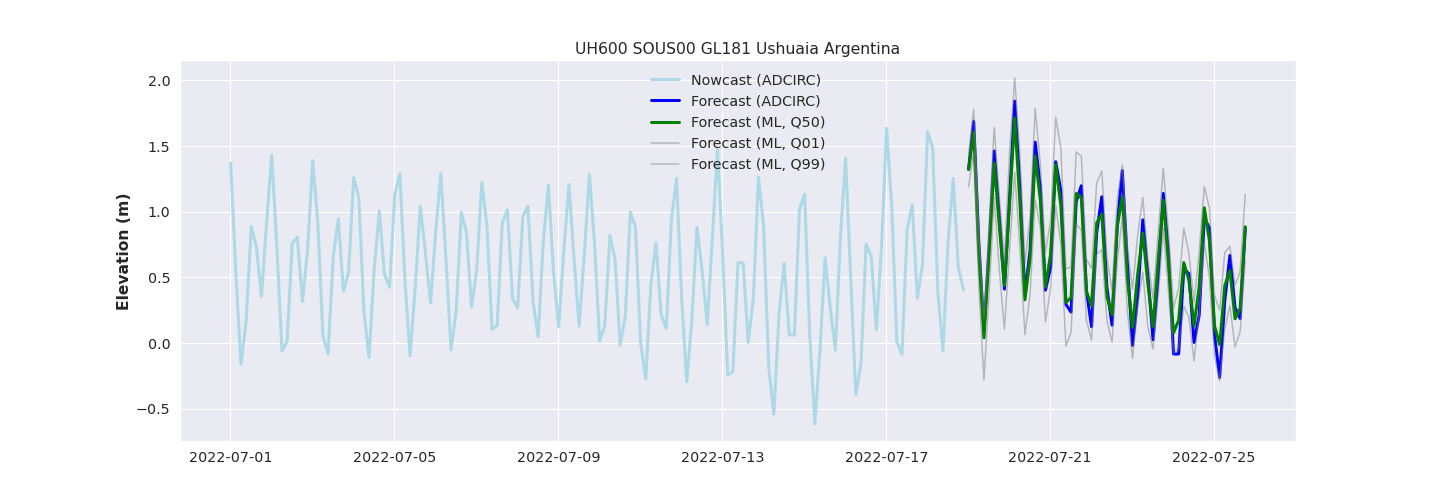 UH600 SOUS00 GL181 Ushuaia Argentina
Nowcast (ADCIRC)
Forecast (ADCIRC)
Forecast (ML, Q50)
Forecast (ML, Q01)
Forecast (ML, Q99)
Elevation (m)
2.0
1.5
1.0
0.5
0.0
−0.5
2022-07-01 2022-07-05 2022-07-09 2022-07-13 2022-07-17 2022-07-21 2022-07-25